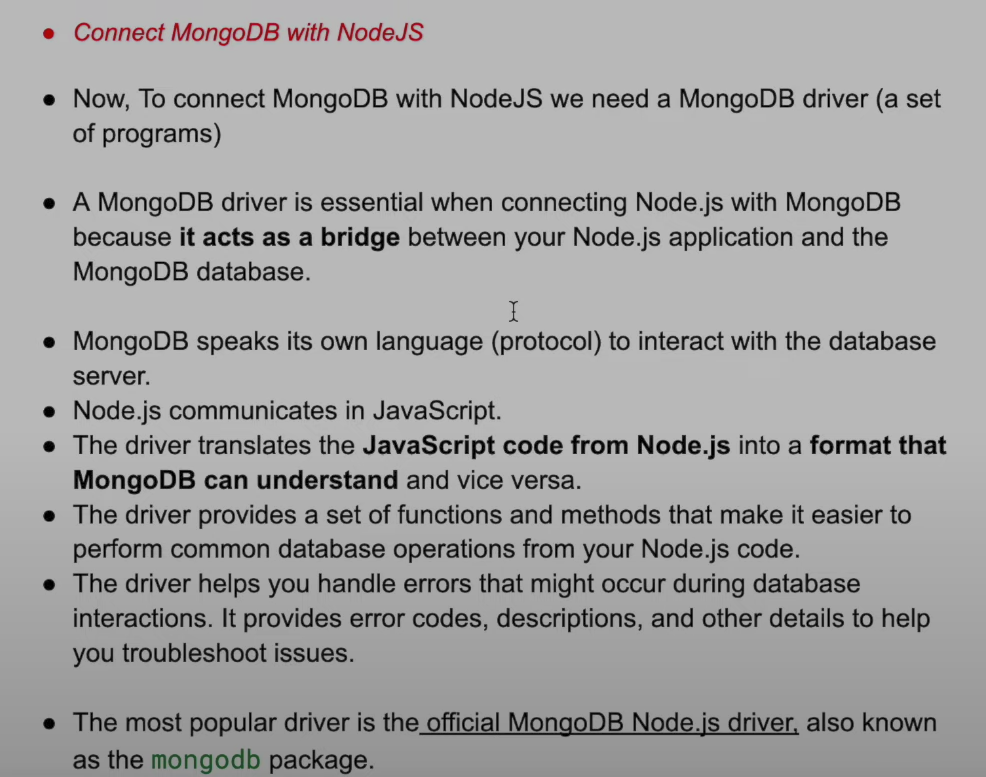 ● Connect MongoDB with NodeJS
● Now, To connect MongoDB with NodeJS we need a MongoDB driver (a set
of programs)
● A MongoDB driver is essential when connecting Node.js with MongoDB
because it acts as a bridge between your Node.js application and the
MongoDB database.
● MongoDB speaks its own language (protocol) to interact with the database
server.
● Node.js communicates in JavaScript.
● The driver translates the JavaScript code from Node.js into a format that
MongoDB can understand and vice versa.
● The driver provides a set of functions and methods that make it easier to
perform common database operations from your Node.js code.
● The driver helps you handle errors that might occur during database
interactions. It provides error codes, descriptions, and other details to help
you troubleshoot issues.
● The most popular driver is the official MongoDB Node.js driver, also known
as the mongodb package.